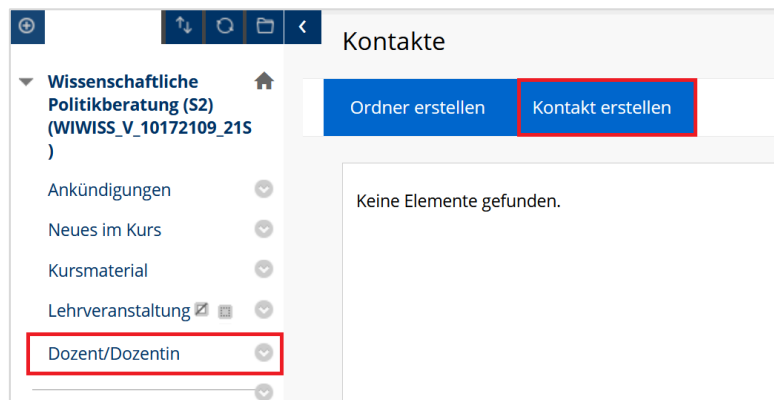 Kontakte
Wissenschaftliche
Politikberatung (S2)
(WIWISS_V_10172109_21S
)
Ankündigungen
Neues im Kurs
Kursmaterial
Lehrveranstaltung
Dozent/Dozentin
Ordner erstellen
Kontakt erstellen
Keine Elemente gefunden.